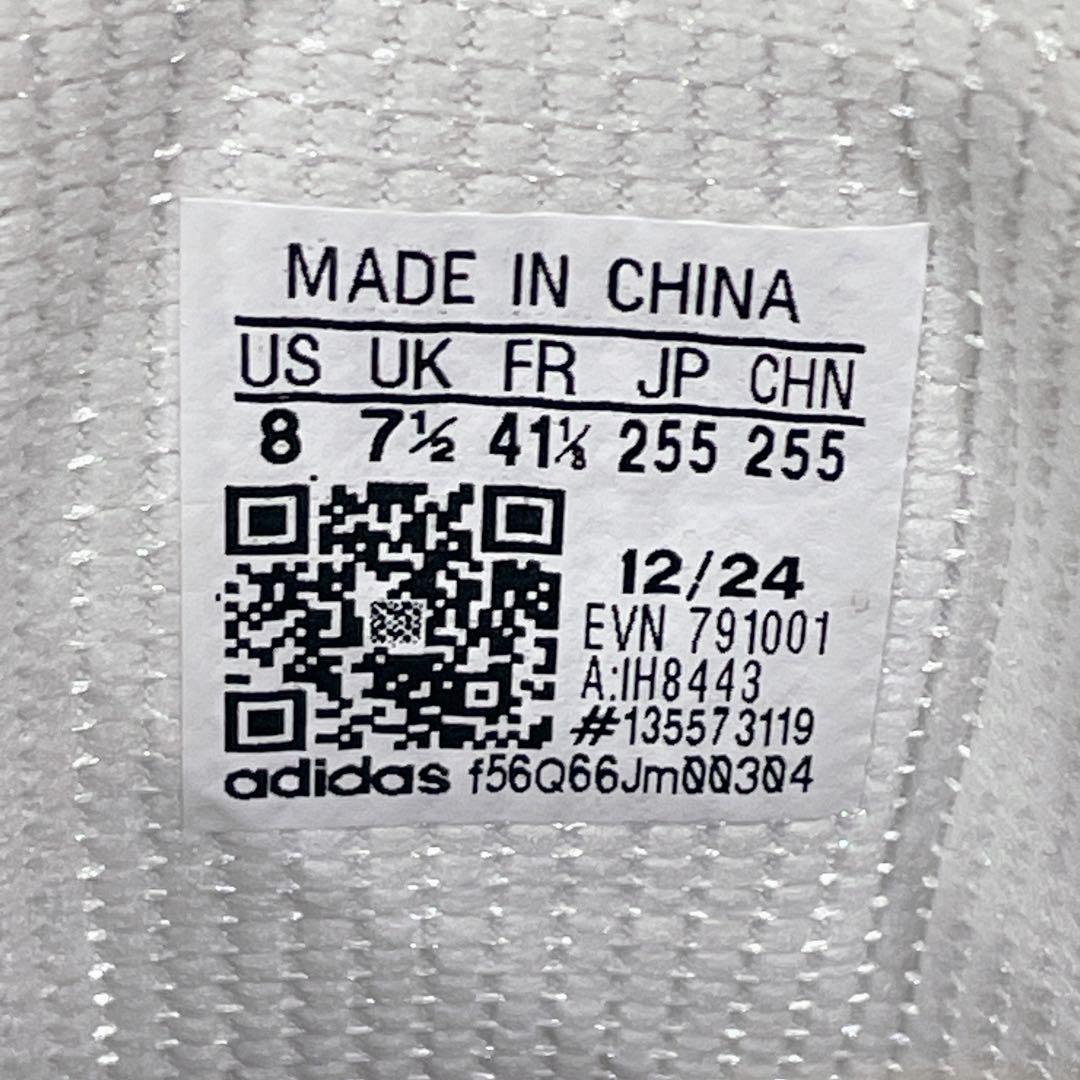 MADE IN CHINA
US UK FR JP CHN
8 7½ 41⅓ 255 255
12/24
EVN 791001
A:IH8443
#135573119
adidas f56Q66Jm00304